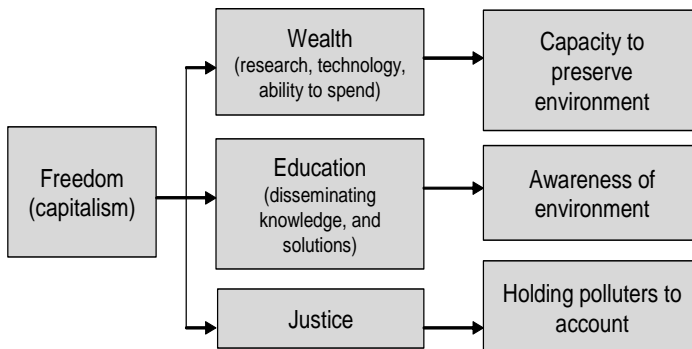 Wealth
(research, technology,
ability to spend)
Capacity to
preserve
environment
Freedom
(capitalism)
Education
(disseminating
knowledge, and
solutions)
Awareness of
environment
Justice
Holding polluters to
account